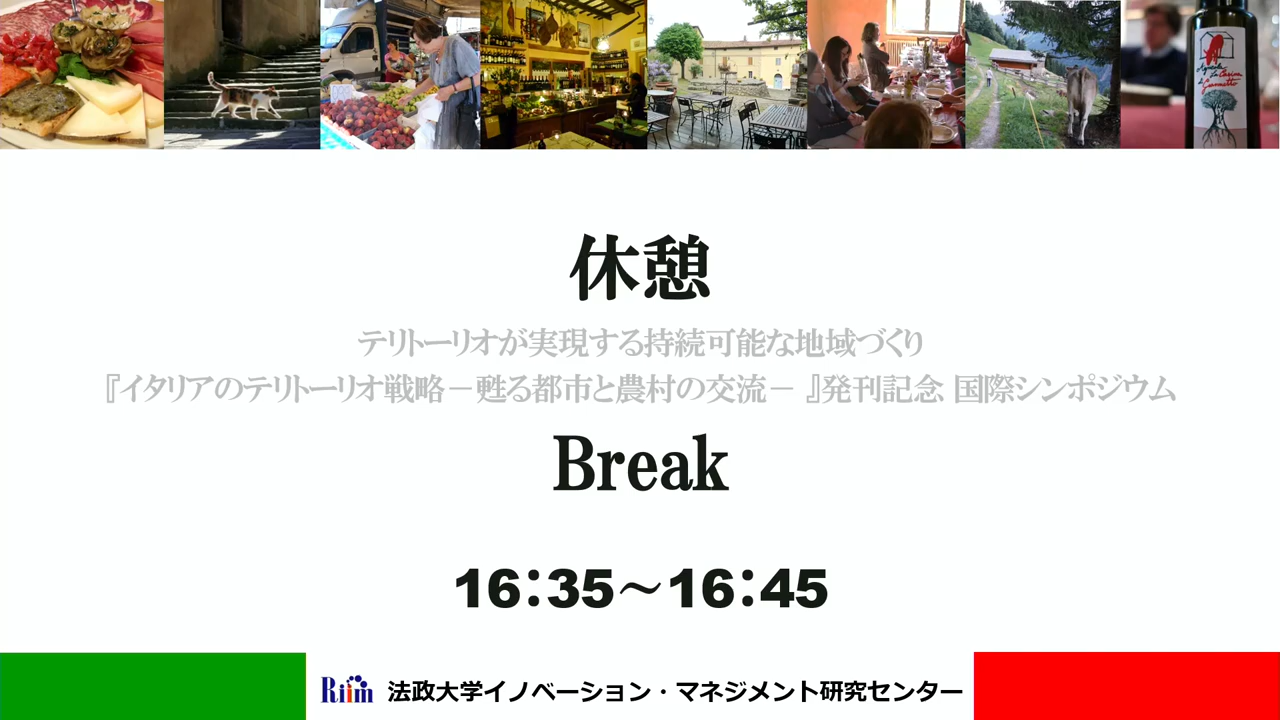 休憩
テリトーリオが実現する持続可能な地域づくり
『イタリアのテリトーリオ戦略－甦る都市と農村の交流－ 』発刊記念 国際シンポジウム
Break
16：35～16：45
Riim 法政大学イノベーション・マネジメント研究センター